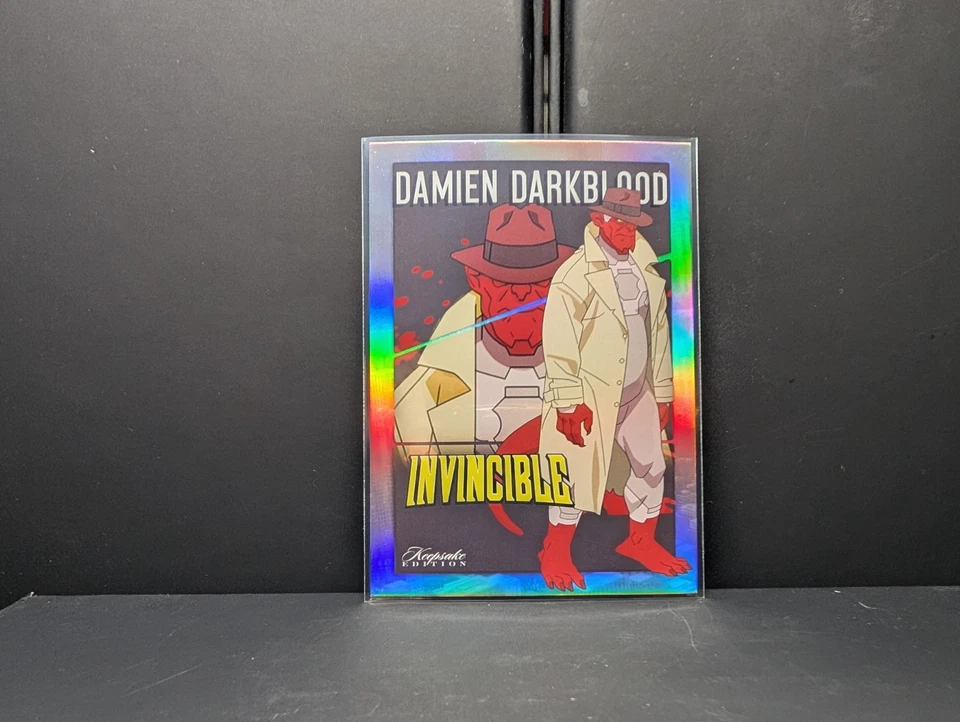 DAMIEN DARKBLOOD
INVINCIBLE
Keepsake
EDITION